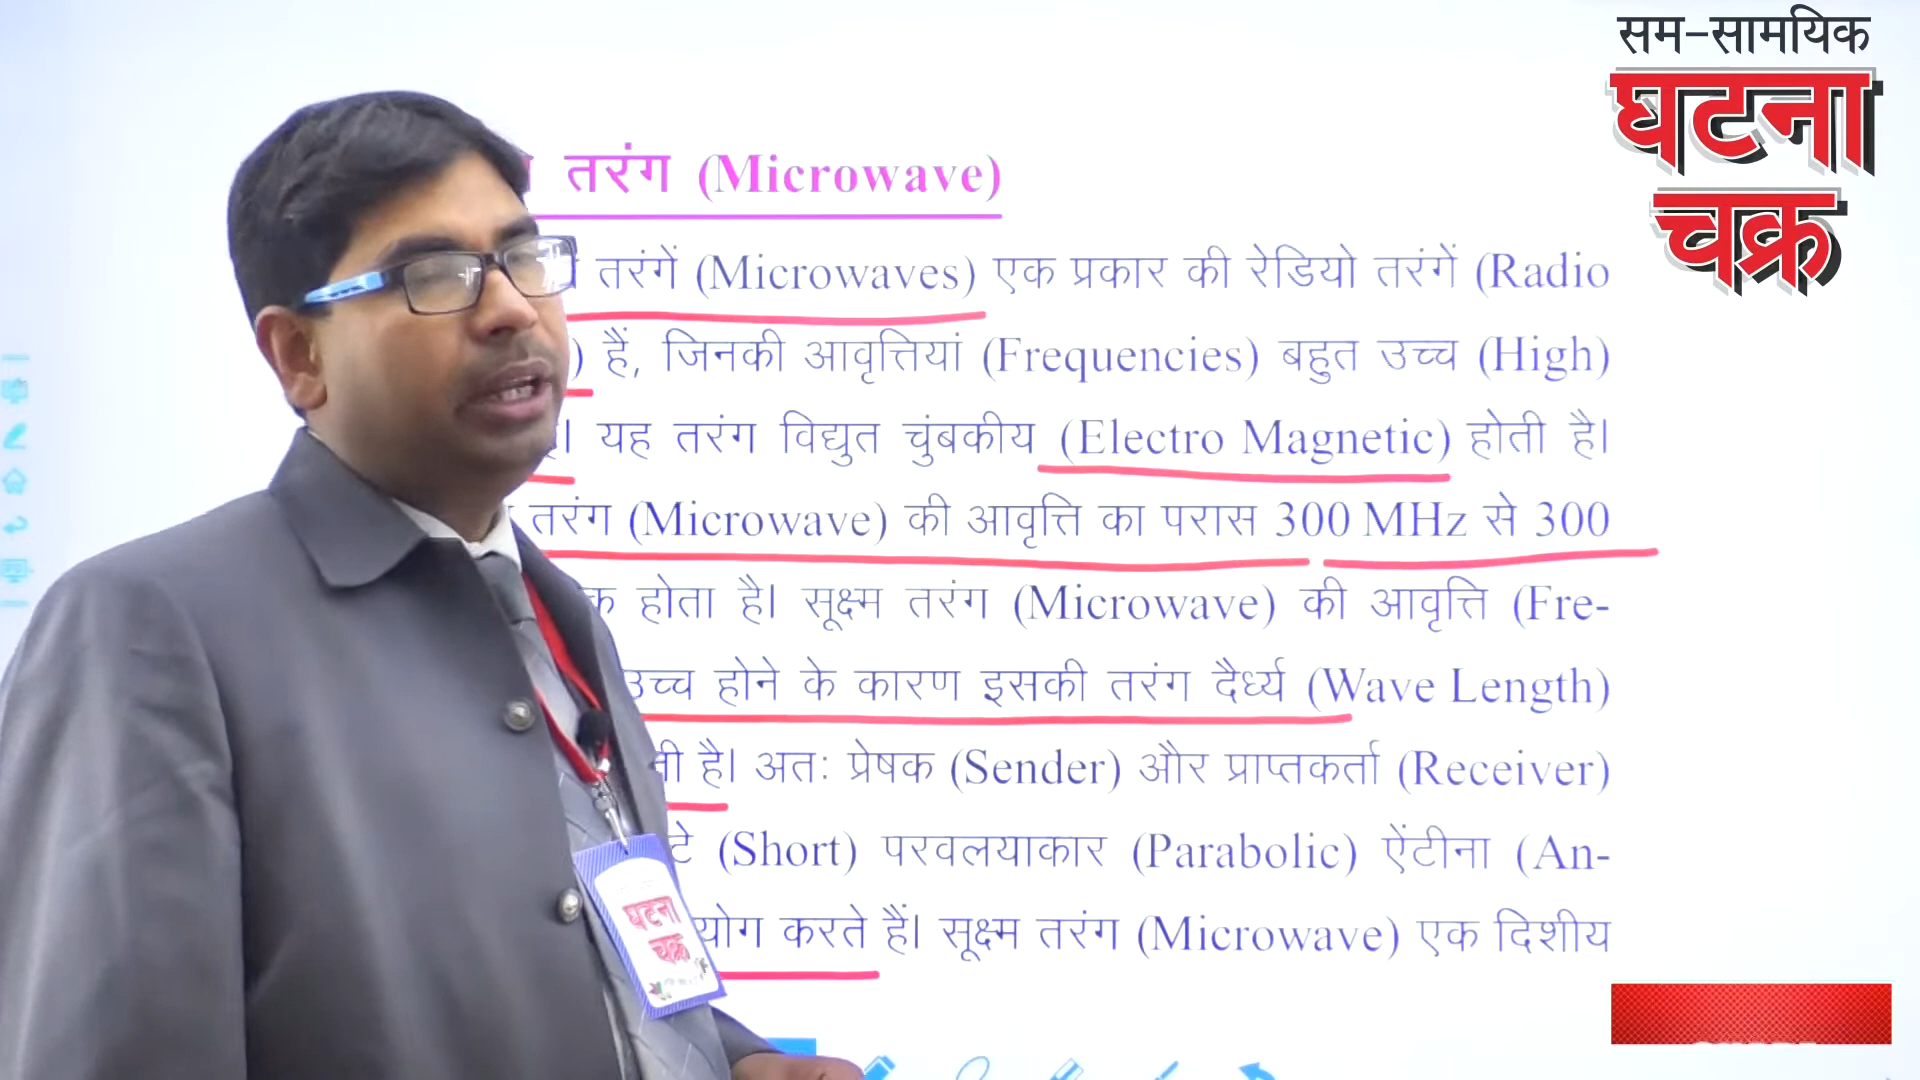 सम-सामयिक
घटना
चक्र
तरंग (Microwave)
तरंगें (Microwaves) एक प्रकार की रेडियो तरंगें (Radio
) हैं, जिनकी आवृत्तियां (Frequencies) बहुत उच्च (High)
। यह तरंग विद्युत चुंबकीय (Electro Magnetic) होती है।
तरंग (Microwave) की आवृत्ति का परास 300 MHz से 300
होता है। सूक्ष्म तरंग (Microwave) की आवृत्ति (Fre-
उच्च होने के कारण इसकी तरंग दैर्ध्य (Wave Length)
है। अतः प्रेषक (Sender) और प्राप्तकर्ता (Receiver)
(Short) परवलयाकार (Parabolic) ऐंटीना (An-
करते हैं। सूक्ष्म तरंग (Microwave) एक दिशीय
घटना
चक्र